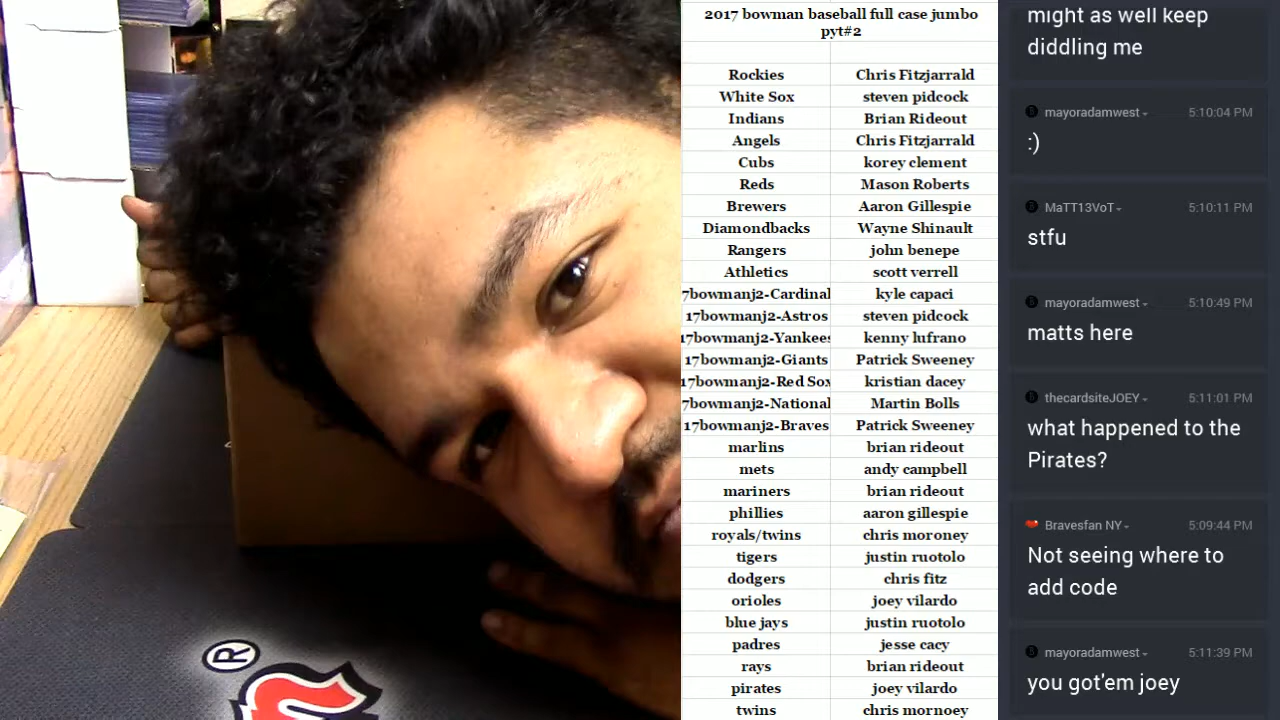 2017 bowman baseball full case jumbo
pyt#2
Rockies Chris Fitzjarrald
White Sox steven pidcock
Indians Brian Rideout
Angels Chris Fitzjarrald
Cubs korey clement
Reds Mason Roberts
Brewers Aaron Gillespie
Diamondbacks Wayne Shinault
Rangers john benepe
Athletics scott verrell
7bowmanj2-Cardinal kyle capaci
17bowmanj2-Astros steven pidcock
17bowmanj2-Yankees kenny lufrano
17bowmanj2-Giants Patrick Sweeney
17bowmanj2-Red Sox kristian dacey
7bowmanj2-National Martin Bolls
17bowmanj2-Braves Patrick Sweeney
marlins brian rideout
mets andy campbell
mariners brian rideout
phillies aaron gillespie
royals/twins chris moroney
tigers justin ruotolo
dodgers chris fitz
orioles joey vilardo
blue jays justin ruotolo
padres jesse cacy
rays brian rideout
pirates joey vilardo
twins chris mornoey
might as well keep
diddling me
mayoradamwest 5:10:04 PM
:)
MaTT13VoT 5:10:11 PM
stfu
mayoradamwest 5:10:49 PM
matts here
thecardsiteJOEY 5:11:01 PM
what happened to the
Pirates?
Bravesfan NY 5:09:44 PM
Not seeing where to
add code
mayoradamwest 5:11:39 PM
you got'em joey
®